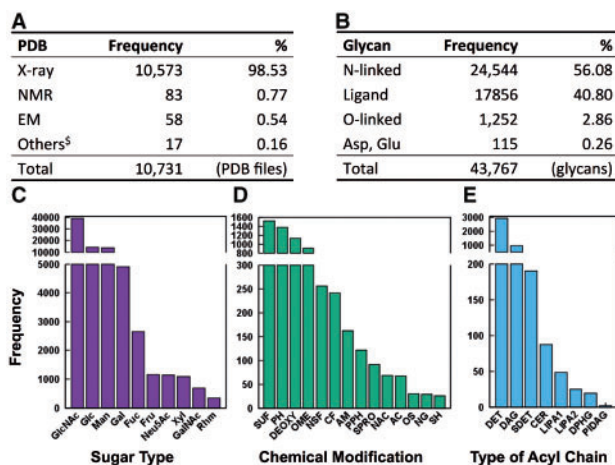 A
PDB Frequency %
X-ray 10,573 98.53
NMR 83 0.77
EM 58 0.54
Others$ 17 0.16
Total 10,731 (PDB files)
B
Glycan Frequency %
N-linked 24,544 56.08
Ligand 17856 40.80
O-linked 1,252 2.86
Asp, Glu 115 0.26
Total 43,767 (glycans)
C
Frequency
40000
30000
20000
10000
5000
4000
3000
2000
1000
0
GlcNAc Glc Man Gal Fuc Fru Neu5Ac Xyl GalNAc Rhm
Sugar Type
D
1600
1400
1200
1000
800
300
250
200
150
100
50
0
SUF PH DEOXY OME NSF CF AM PPH SPRO NAC AC OS NG SH
Chemical Modification
E
3000
2000
1000
200
150
100
50
0
DET DAG SDET CER LIPA1 LIPA2 DPHG PIDAG
Type of Acyl Chain